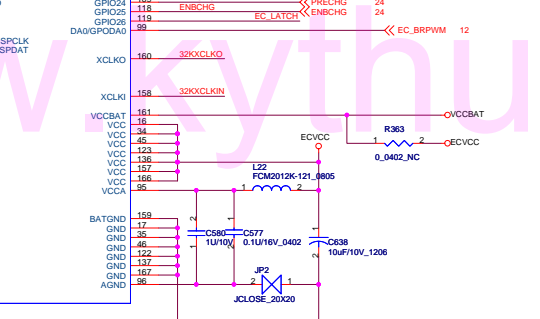 GPIO24 PRECHG 24
GPIO25 118 ENBCHG ENBCHG 24
GPIO26 119 EC_LATCH
DA0/GPODA0 99 EC_BRPWM 12
SPCLK
SPDAT
XCLKO 160 32KXCLKO
XCLKI 158 32KXCLKIN
VCCBAT 161 VCCBAT
VCC 16
VCC 34
R363
VCC 45
ECVCC
1 2 ECVCC
VCC 123
0_0402_NC
VCC 136
VCC 157
L22
VCC 166
FCM2012K-121_0805
VCCA 95
1 2
BATGND 159
GND 17
GND 35
C580
1U/10V
C577
0.1U/16V_0402
C638
10uF/10V_1206
2 1 1 2 1 2
GND 46
GND 122
GND 137
GND 167
JP2
AGND 96
2 1
JCLOSE_20X20
www.kythu